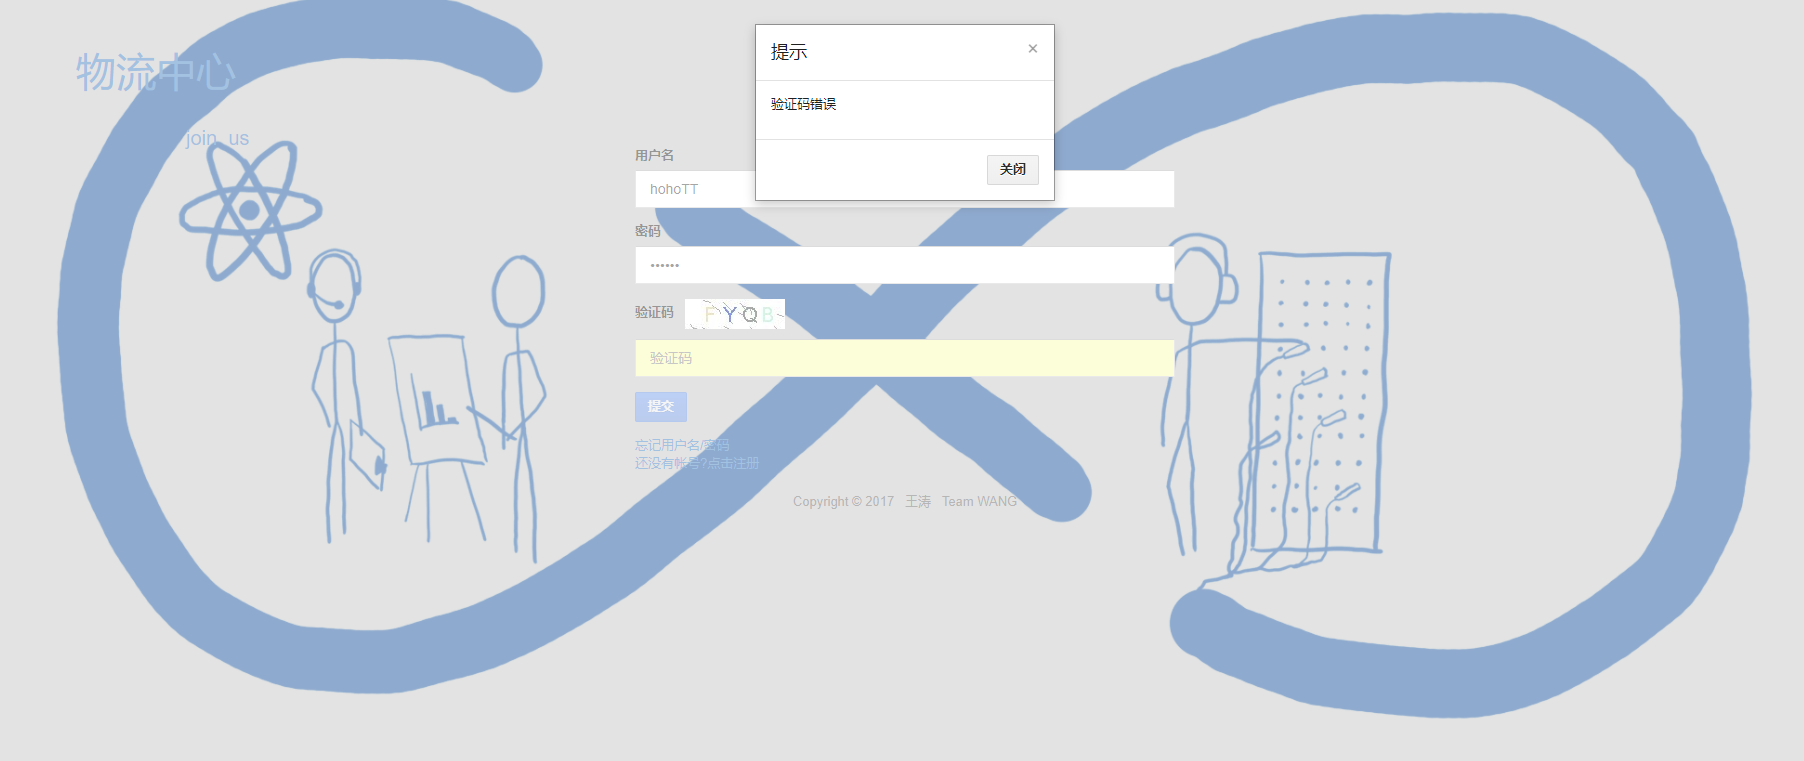 物流中心
join us
提示
×
验证码错误
关闭
用户名
hohoTT
密码
••••••
验证码 FYQB
验证码
提交
忘记用户名/密码
还没有帐号?点击注册
Copyright © 2017 王涛 Team WANG